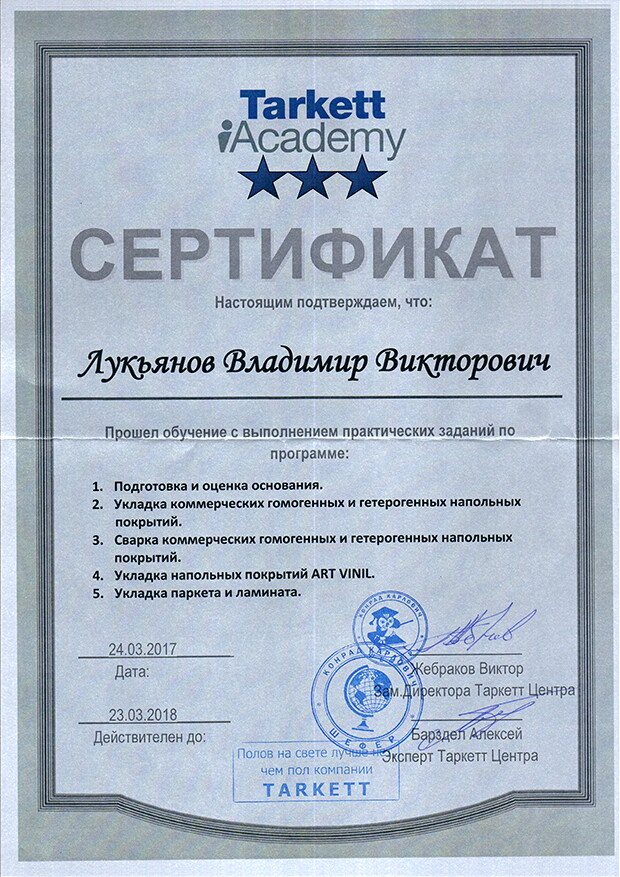 Tarkett
iAcademy
СЕРТИФИКАТ
Настоящим подтверждаем, что:
Лукьянов Владимир Викторович
Прошел обучение с выполнением практических заданий по
программе:
1. Подготовка и оценка основания.
2. Укладка коммерческих гомогенных и гетерогенных напольных
покрытий.
3. Сварка коммерческих гомогенных и гетерогенных напольных
покрытий.
4. Укладка напольных покрытий ART VINIL.
5. Укладка паркета и ламината.
КОНРАД КАРЛОВИЧ
КОНРАД КАРЛОВИЧ
ШЕФЕР
24.03.2017
Дата:
Жебраков Виктор
Зам.Директора Таркетт Центра
23.03.2018
Действителен до:
Барздел Алексей
Эксперт Таркетт Центра
Полов на свете лучше
чем пол компании
TARKETT